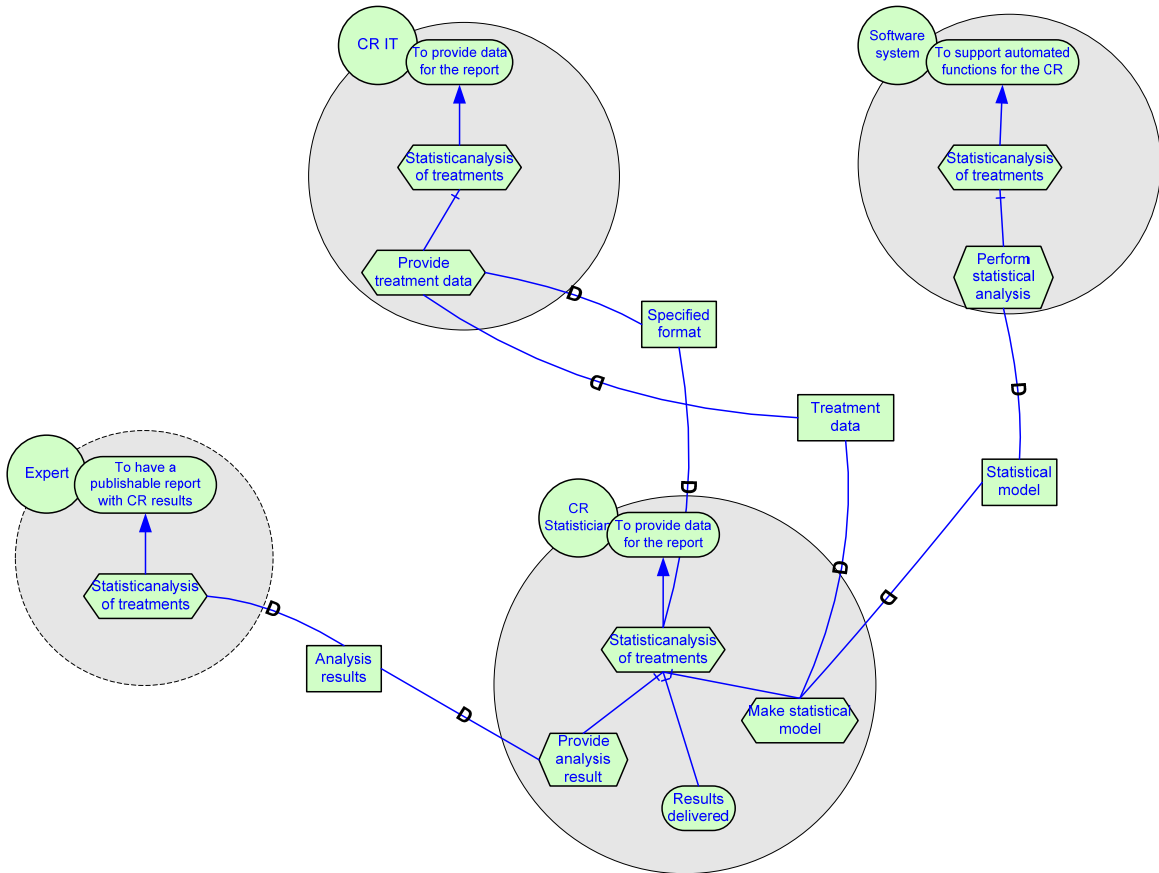 CR IT
To provide data
for the report
Statisticanalysis
of treatments
Provide
treatment data
D
Specified
format
D
Software
system
To support automated
functions for the CR
Statisticanalysis
of treatments
Perform
statistical
analysis
D
Treatment
data
Statistical
model
Expert
To have a
publishable report
with CR results
Statisticanalysis
of treatments
D
Analysis
results
D
D
CR
Statistician
To provide data
for the report
D
D
Statisticanalysis
of treatments
Make statistical
model
Provide
analysis
result
Results
delivered